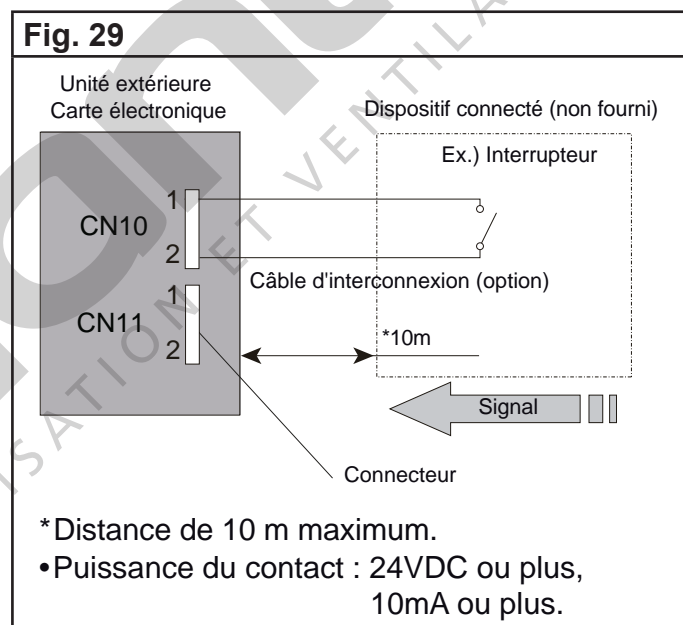 Fig. 29
Unité extérieure
Carte électronique
Dispositif connecté (non fourni)
Ex.) Interrupteur
CN10
1
2
Câble d'interconnexion (option)
CN11
1
2
*10m
Signal
Connecteur
*Distance de 10 m maximum.
•Puissance du contact : 24VDC ou plus,
10mA ou plus.